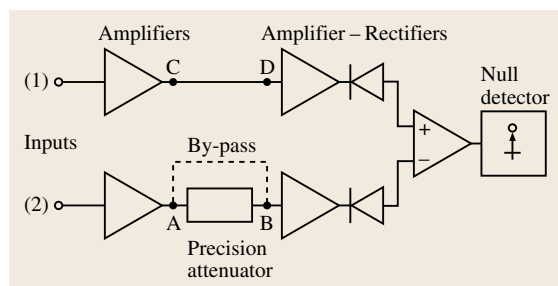 Amplifiers
Amplifier – Rectifiers
(1)
C
D
Null
detector
+
Inputs
By-pass
–
(2)
A
B
Precision
attenuator